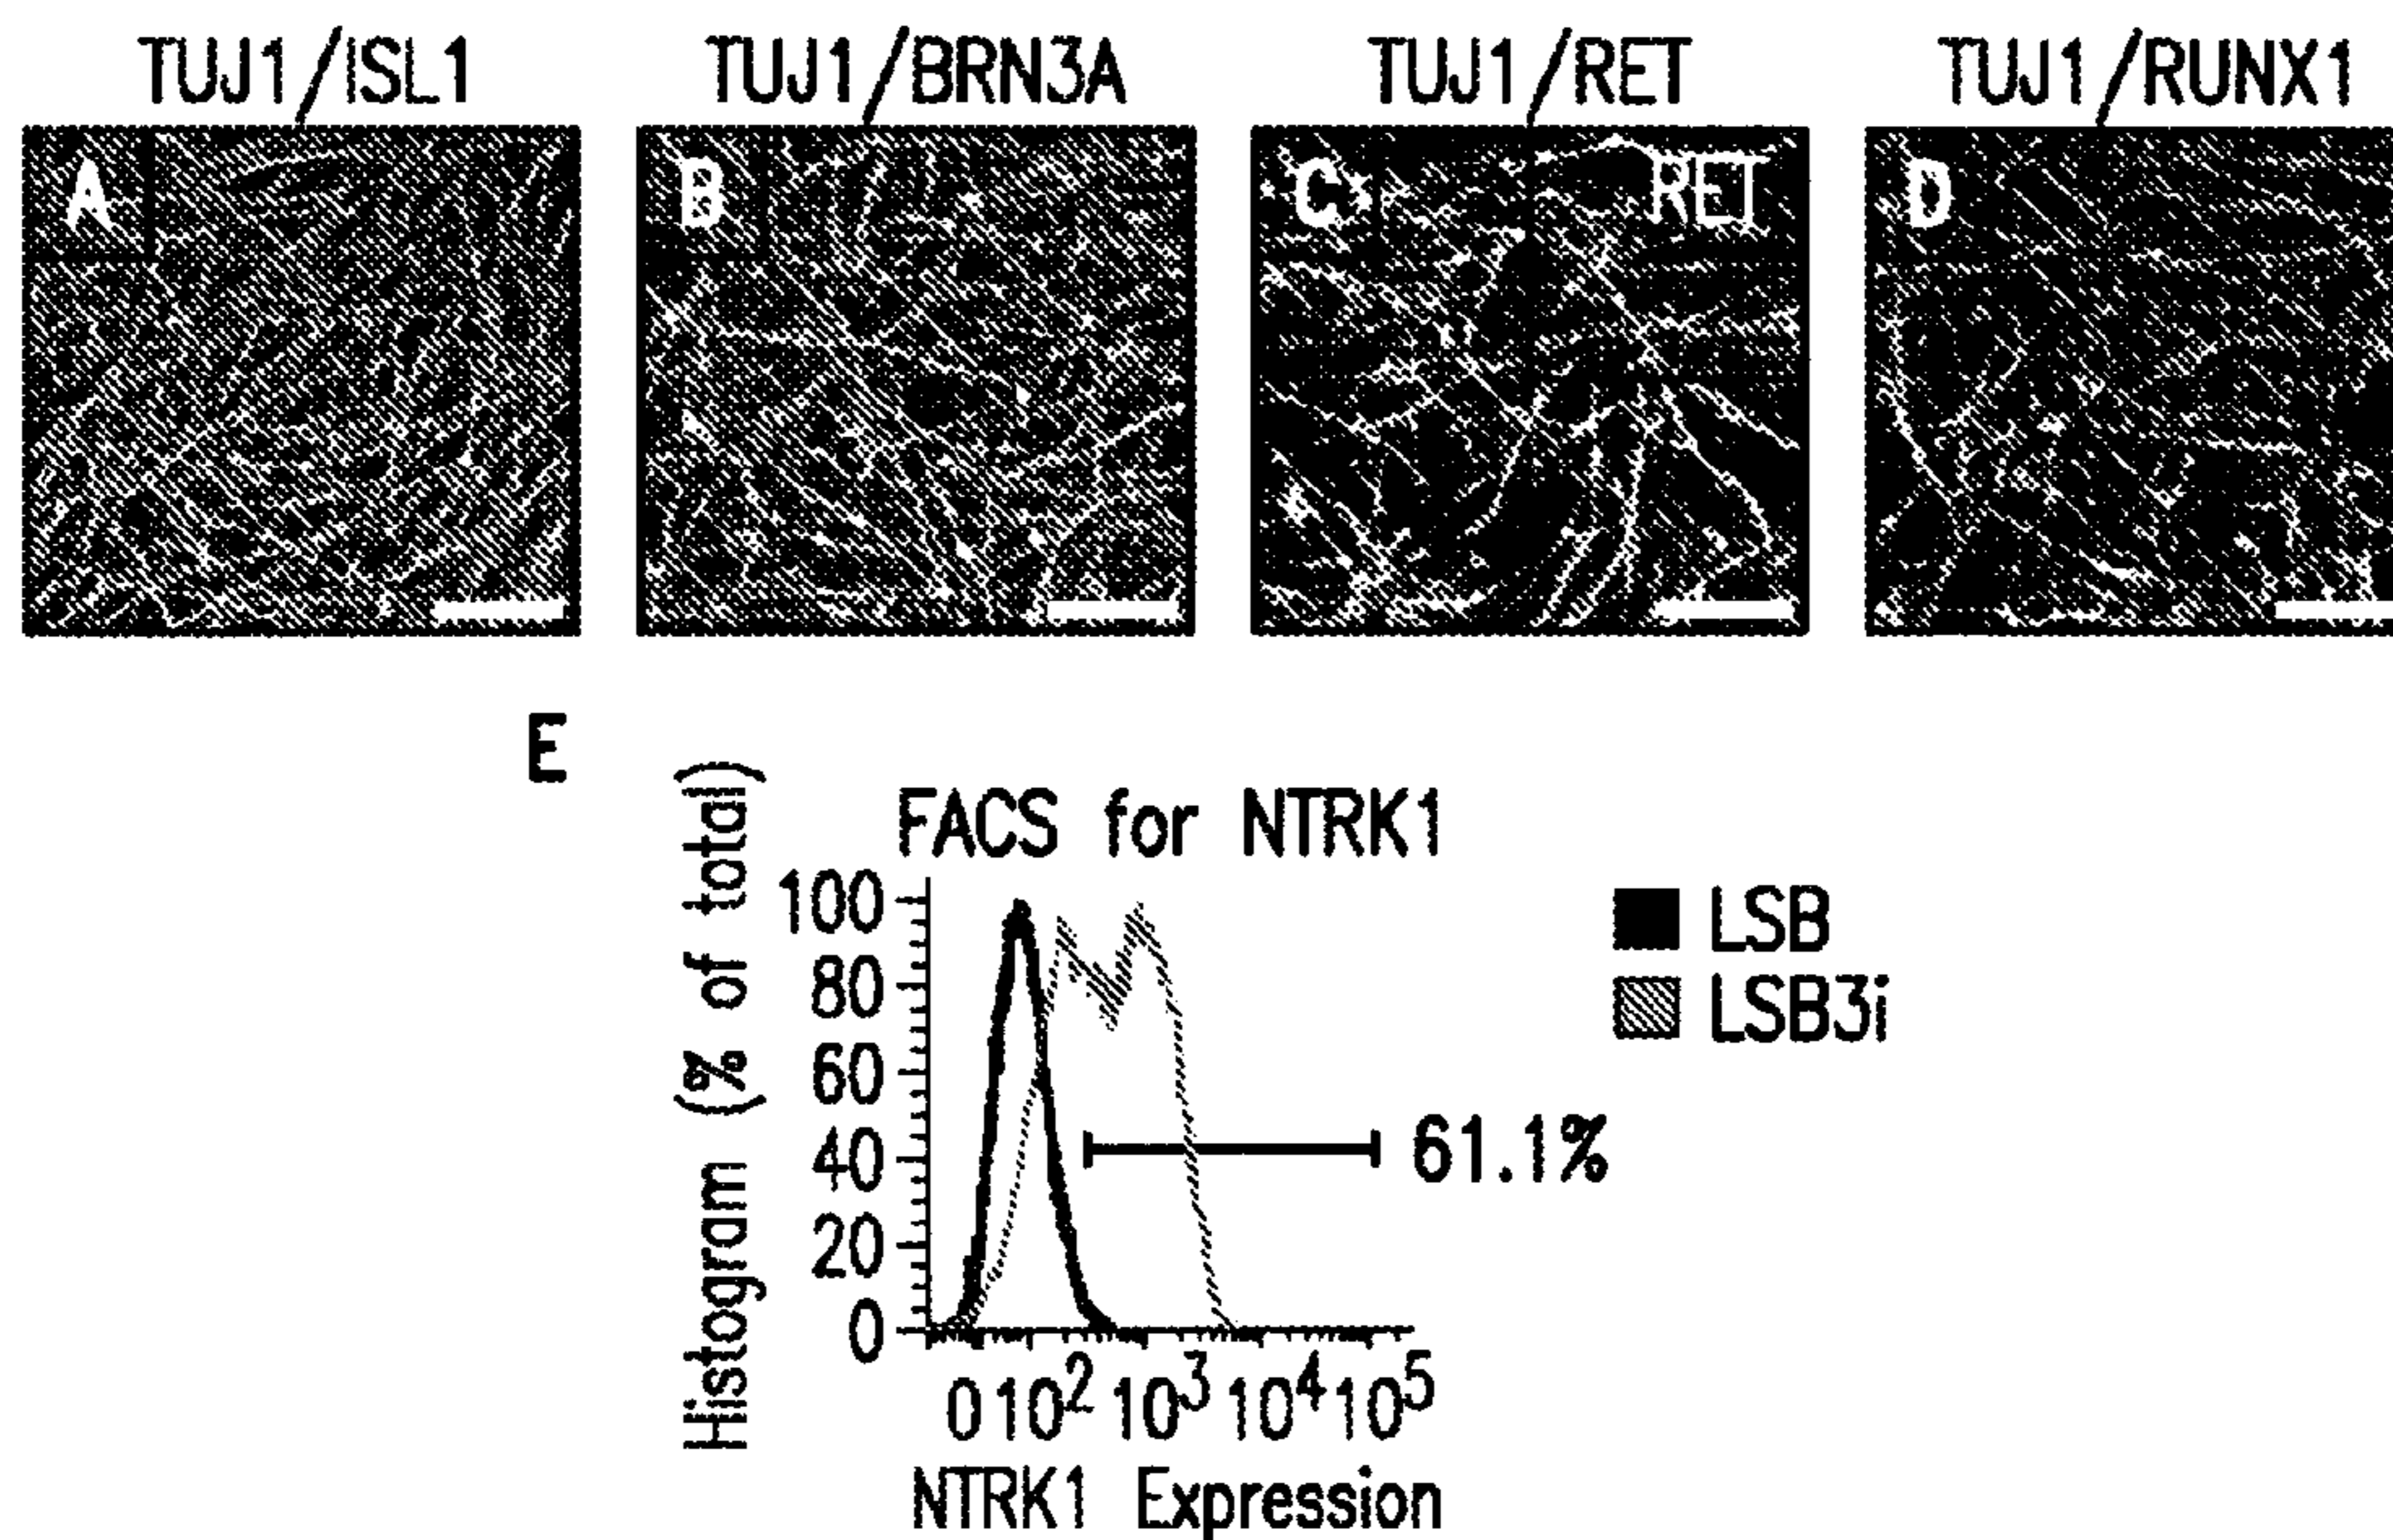 TUJ1/ISL1
TUJ1/BRN3A
TUJ1/RET
TUJ1/RUNX1
A
B
C
RET
D
E
FACS for NTRK1
Histogram (% of total)
100
80
60
40
20
0
61.1%
LSB
LSB3i
0 10² 10³ 10⁴ 10⁵
NTRK1 Expression